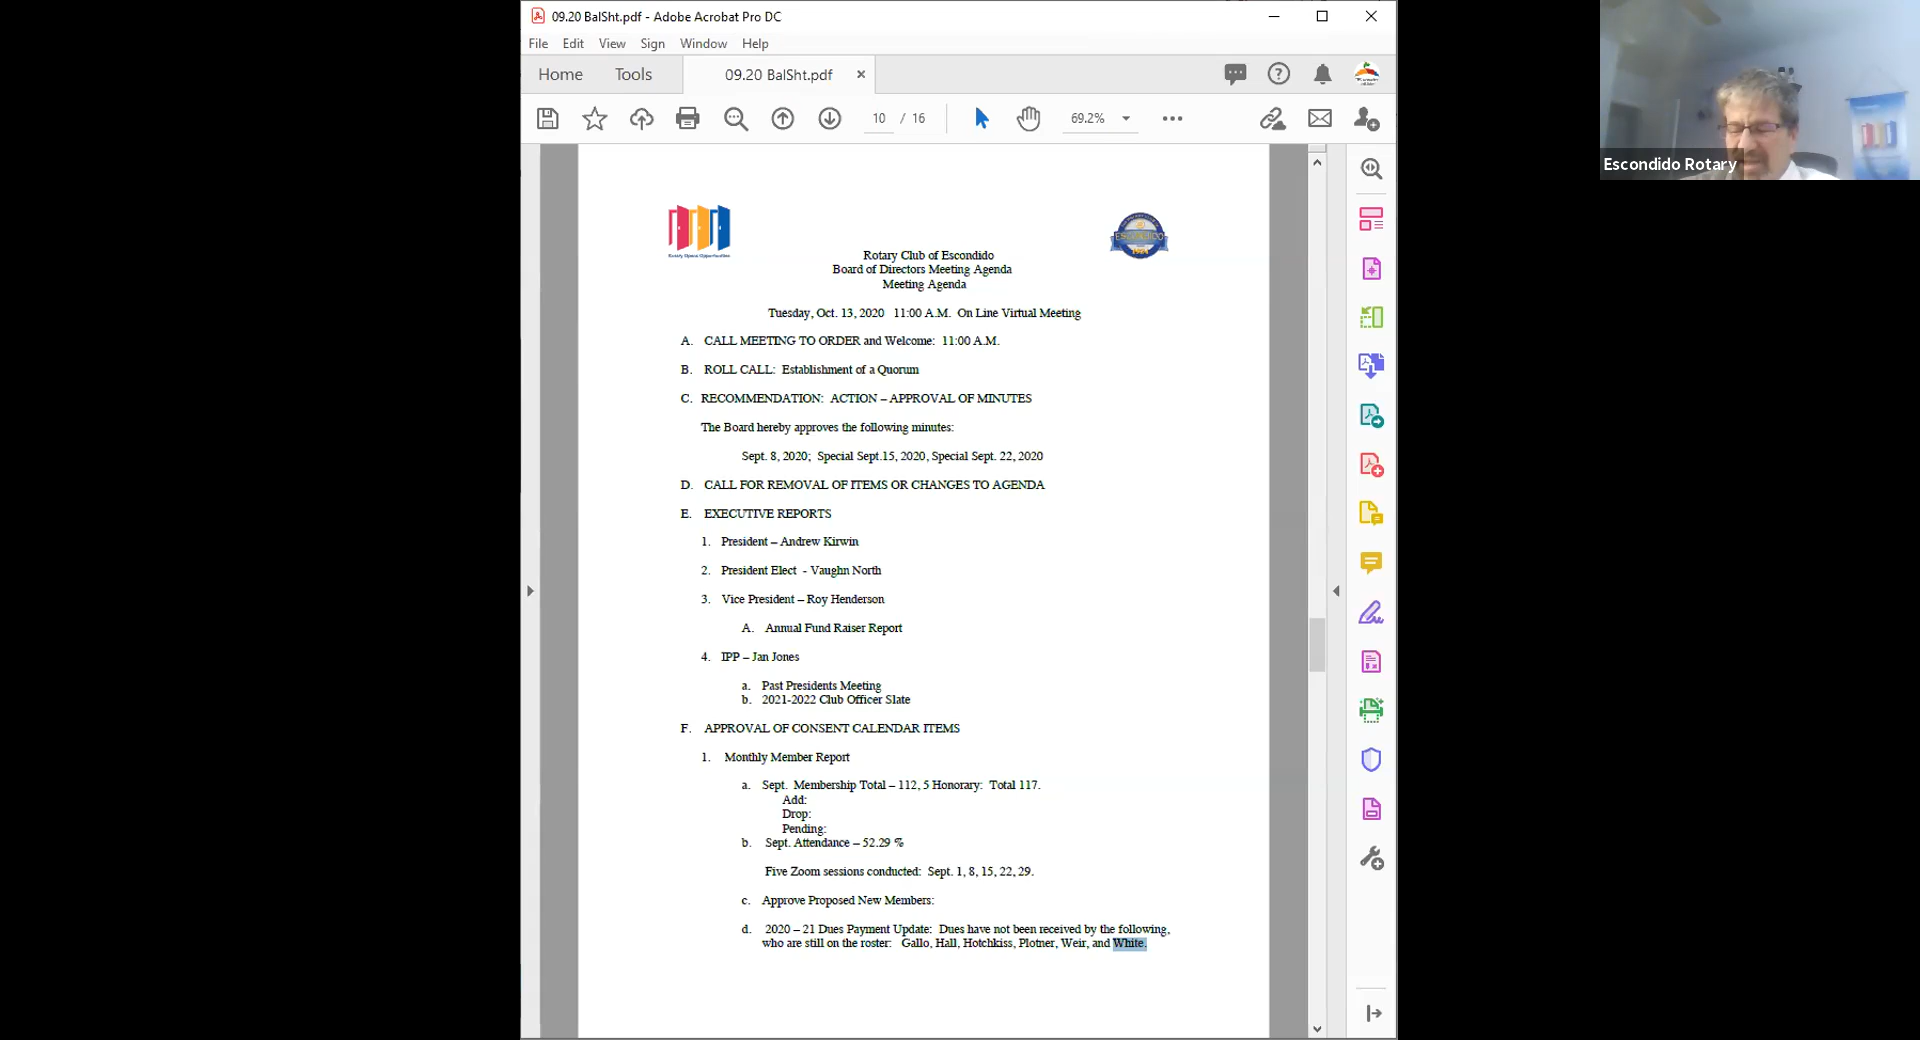 09.20 BalSht.pdf - Adobe Acrobat Pro DC
File Edit View Sign Window Help
Home Tools 09.20 BalSht.pdf
10 / 16 69.2%
Escondido Rotary
Rotary Opens Opportunities
ESCONDIDO
Rotary Club of Escondido
Board of Directors Meeting Agenda
Meeting Agenda
Tuesday, Oct. 13, 2020 11:00 A.M. On Line Virtual Meeting
A. CALL MEETING TO ORDER and Welcome: 11:00 A.M.
B. ROLL CALL: Establishment of a Quorum
C. RECOMMENDATION: ACTION – APPROVAL OF MINUTES
The Board hereby approves the following minutes:
Sept. 8, 2020; Special Sept.15, 2020, Special Sept. 22, 2020
D. CALL FOR REMOVAL OF ITEMS OR CHANGES TO AGENDA
E. EXECUTIVE REPORTS
1. President – Andrew Kirwin
2. President Elect - Vaughn North
3. Vice President – Roy Henderson
A. Annual Fund Raiser Report
4. IPP – Jan Jones
a. Past Presidents Meeting
b. 2021-2022 Club Officer Slate
F. APPROVAL OF CONSENT CALENDAR ITEMS
1. Monthly Member Report
a. Sept. Membership Total – 112, 5 Honorary: Total 117.
Add:
Drop:
Pending:
b. Sept. Attendance – 52.29 %
Five Zoom sessions conducted: Sept. 1, 8, 15, 22, 29.
c. Approve Proposed New Members:
d. 2020 – 21 Dues Payment Update: Dues have not been received by the following,
who are still on the roster: Gallo, Hall, Hotchkiss, Plotner, Weir, and White.